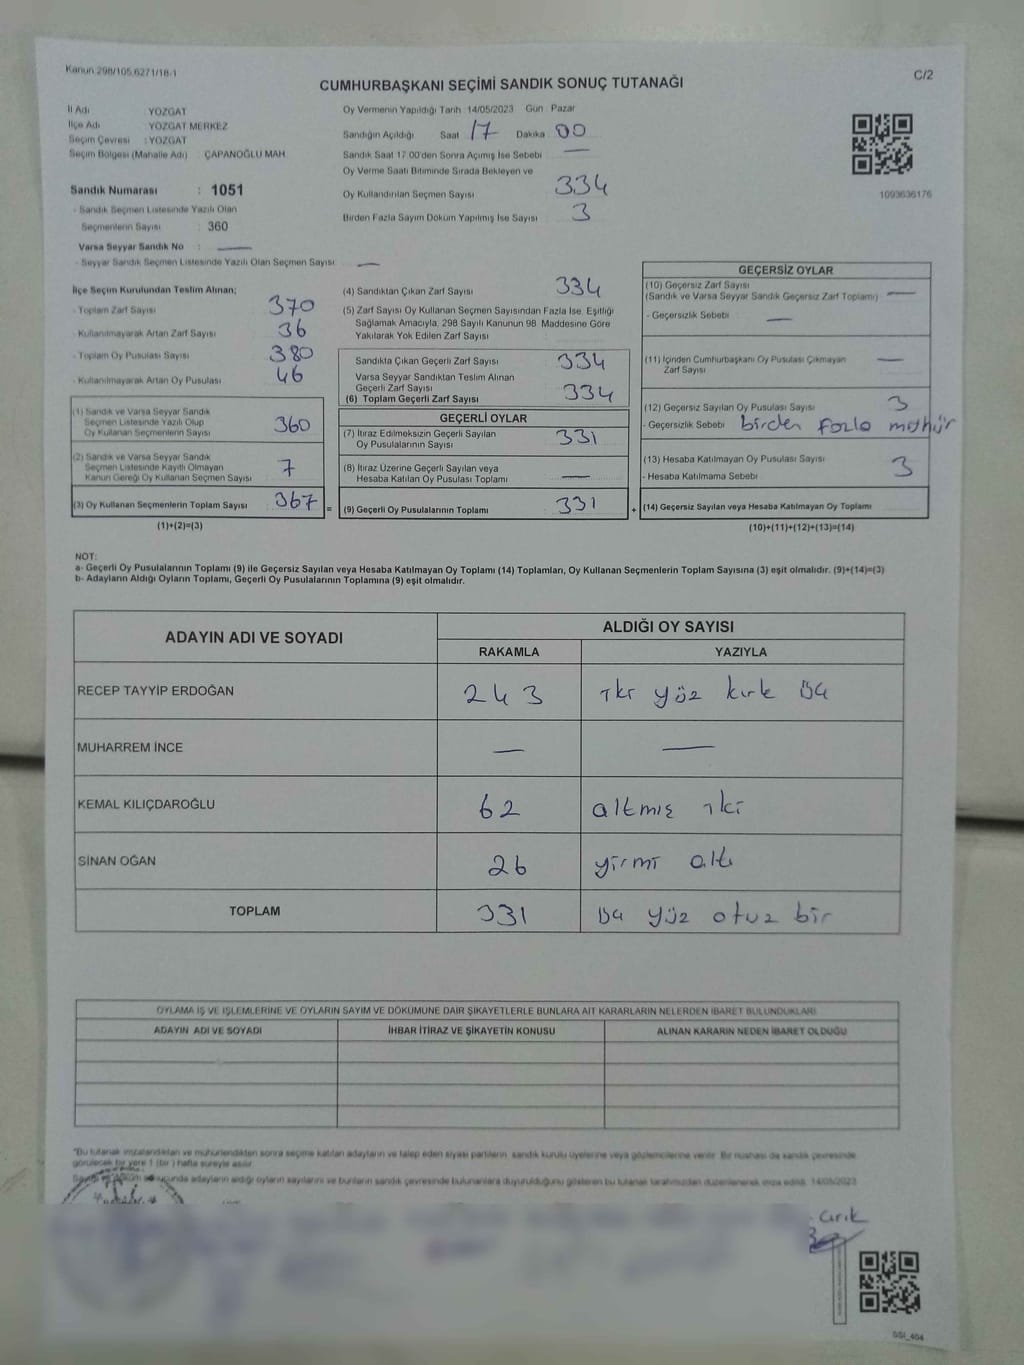 Kanun 298/105,6271/18-1
C/2
CUMHURBAŞKANI SEÇİMİ SANDIK SONUÇ TUTANAĞI
İl Adı YOZGAT
İlçe Adı YOZGAT MERKEZ
Seçim Çevresi : YOZGAT
Seçim Bölgesi (Mahalle Adı) ÇAPANOĞLU MAH
Sandık Numarası : 1051
- Sandık Seçmen Listesinde Yazılı Olan
Seçmenlerin Sayısı : 360
Varsa Seyyar Sandık No : —
- Seyyar Sandık Seçmen Listesinde Yazılı Olan Seçmen Sayısı: —
Oy Vermenin Yapıldığı Tarih 14/05/2023 Gün Pazar
Sandığın Açıldığı Saat 17 Dakika 00
Sandık Saat 17.00'den Sonra Açımış İse Sebebi —
Oy Verme Saati Bitiminde Sırada Bekleyen ve
Oy Kullandırılan Seçmen Sayısı 334
Birden Fazla Sayım Döküm Yapılmış İse Sayısı 3
1093636176
İlçe Seçim Kurulundan Teslim Alınan;
- Toplam Zarf Sayısı 370
- Kullanılmayarak Artan Zarf Sayısı 36
- Toplam Oy Pusulası Sayısı 380
- Kullanılmayarak Artan Oy Pusulası 46
(1) Sandık ve Varsa Seyyar Sandık
Seçmen Listesinde Yazılı Olup
Oy Kullanan Seçmenlerin Sayısı 360
(2) Sandık ve Varsa Seyyar Sandık
Seçmen Listesinde Kayıtlı Olmayan
Kanun Gereği Oy Kullanan Seçmen Sayısı 7
(3) Oy Kullanan Seçmenlerin Toplam Sayısı 367 =
(1)+(2)=(3)
(4) Sandıktan Çıkan Zarf Sayısı 334
(5) Zarf Sayısı Oy Kullanan Seçmen Sayısından Fazla İse, Eşitliği
Sağlamak Amacıyla, 298 Sayılı Kanunun 98. Maddesine Göre
Yakılarak Yok Edilen Zarf Sayısı
Sandıkta Çıkan Geçerli Zarf Sayısı 334
Varsa Seyyar Sandıktan Teslim Alınan
Geçerli Zarf Sayısı
(6) Toplam Geçerli Zarf Sayısı 334
GEÇERLİ OYLAR
(7) İtiraz Edilmeksizin Geçerli Sayılan
Oy Pusulasının Sayısı 331
(8) İtiraz Üzerine Geçerli Sayılan veya
Hesaba Katılan Oy Pusulası Toplamı —
(9) Geçerli Oy Pusulalarının Toplamı 331 +
GEÇERSİZ OYLAR
(10) Geçersiz Zarf Sayısı
(Sandık ve Varsa Seyyar Sandık Geçersiz Zarf Toplamı) —
- Geçersizlik Sebebi —
(11) İçinden Cumhurbaşkanı Oy Pusulası Çıkmayan
Zarf Sayısı —
(12) Geçersiz Sayılan Oy Pusulası Sayısı 3
- Geçersizlik Sebebi birden fazla mühür
(13) Hesaba Katılmayan Oy Pusulası Sayısı 3
- Hesaba Katılmama Sebebi
(14) Geçersiz Sayılan veya Hesaba Katılmayan Oy Toplamı
(10)+(11)+(12)+(13)=(14)
NOT:
a- Geçerli Oy Pusulalarının Toplamı (9) ile Geçersiz Sayılan veya Hesaba Katılmayan Oy Toplamı (14) Toplamları, Oy Kullanan Seçmenlerin Toplam Sayısına (3) eşit olmalıdır. (9)+(14)=(3)
b- Adayların Aldığı Oyların Toplamı, Geçerli Oy Pusulalarının Toplamına (9) eşit olmalıdır.
ADAYIN ADI VE SOYADI ALDIĞI OY SAYISI
RAKAMLA YAZIYLA
RECEP TAYYİP ERDOĞAN 243 iki yüz kırk üç
MUHARREM İNCE — —
KEMAL KILIÇDAROĞLU 62 altmış iki
SİNAN OĞAN 26 yirmi altı
TOPLAM 331 üç yüz otuz bir
OYLAMA İŞ VE İŞLEMLERİNE VE OYLARIN SAYIM VE DÖKÜMÜNE DAİR ŞİKAYETLERLE BUNLARA AİT KARARLARIN NELERDEN İBARET BULUNDUKLARI
ADAYIN ADI VE SOYADI İHBAR İTİRAZ VE ŞİKAYETİN KONUSU ALINAN KARARIN NEDEN İBARET OLDUĞU
"Bu tutanak imzalandıktan ve mühürlendikten sonra seçime katılan adayların ve talep eden siyasi partilerin sandık kurulu üyelerine veya gözlemcilerine verilir. Bir nüshası da sandık çevresinde
görülecek bir yere 1 (bir) hafta süreyle asılır.
sonucunda adayların aldığı oyların sayılarını ve bunların sandık çevresinde bulunanlara duyurulduğunu gösteren bu tutanak tarafımızdan düzenlenerek imza edildi. 14/05/2023
SSI_404